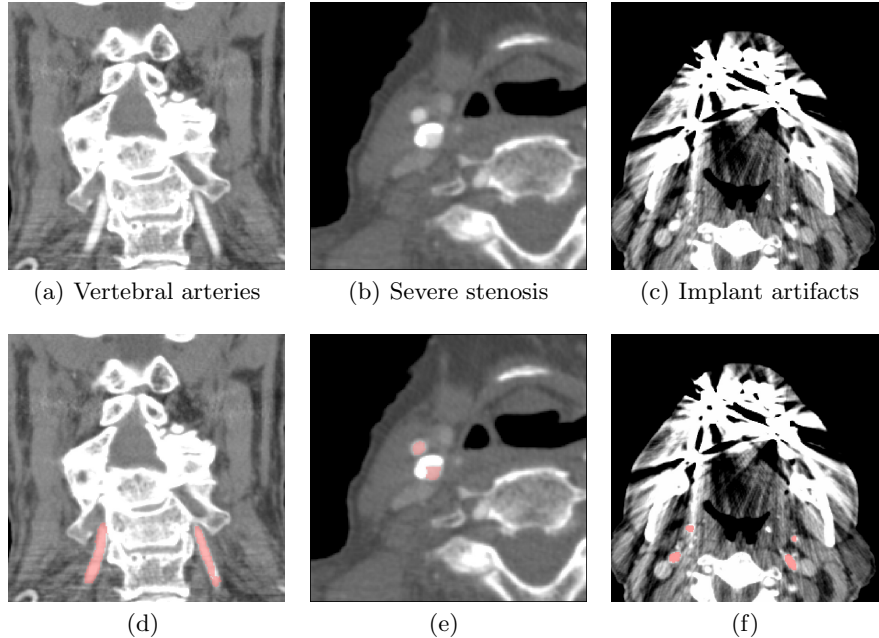 (a) Vertebral arteries
(b) Severe stenosis
(c) Implant artifacts
(d)
(e)
(f)